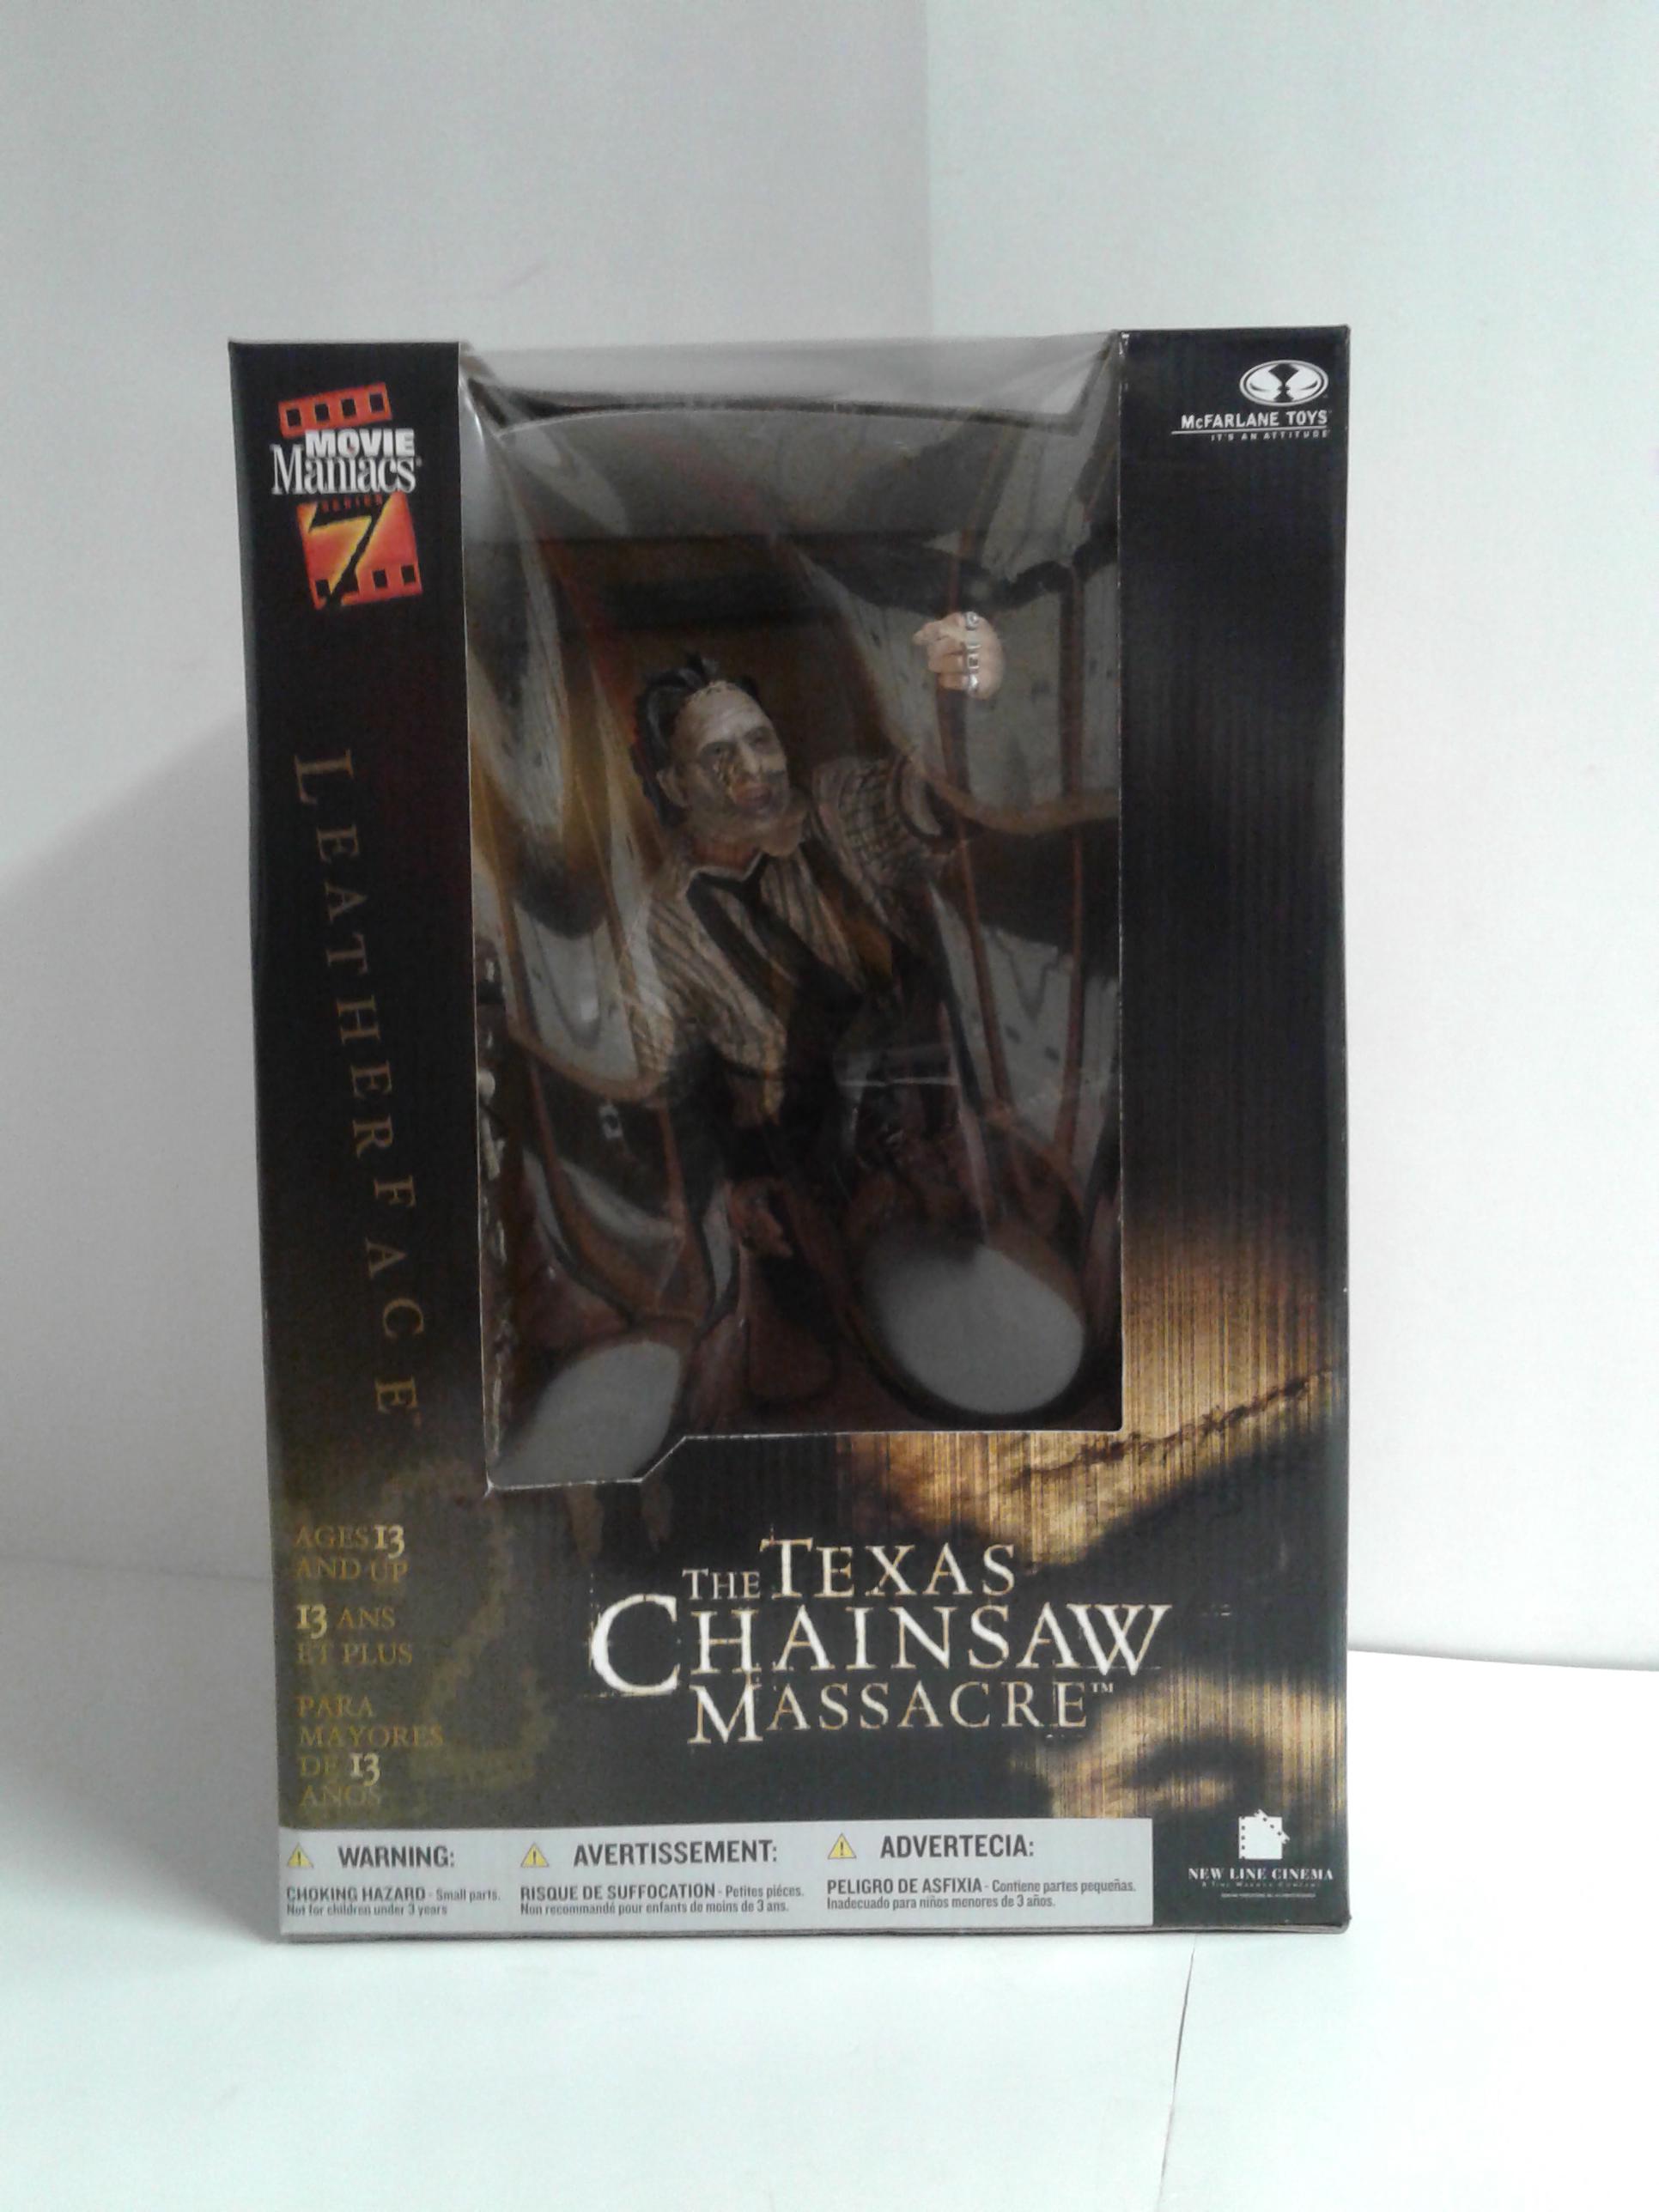 MOVIE
Maniacs
SERIES
7
McFARLANE TOYS
IT'S AN ATTITUDE
LEATHERFACE
AGES 13
AND UP
13 ANS
ET PLUS
PARA
MAYORES
DE 13
AÑOS
THE TEXAS
CHAINSAW
MASSACRE™
WARNING:
CHOKING HAZARD - Small parts.
Not for children under 3 years
AVERTISSEMENT:
RISQUE DE SUFFOCATION - Petites piéces.
Non recommandé pour enfants de moins de 3 ans.
ADVERTECIA:
PELIGRO DE ASFIXIA - Contiene partes pequeñas.
Inadecuado para niños menores de 3 años.
NEW LINE CINEMA